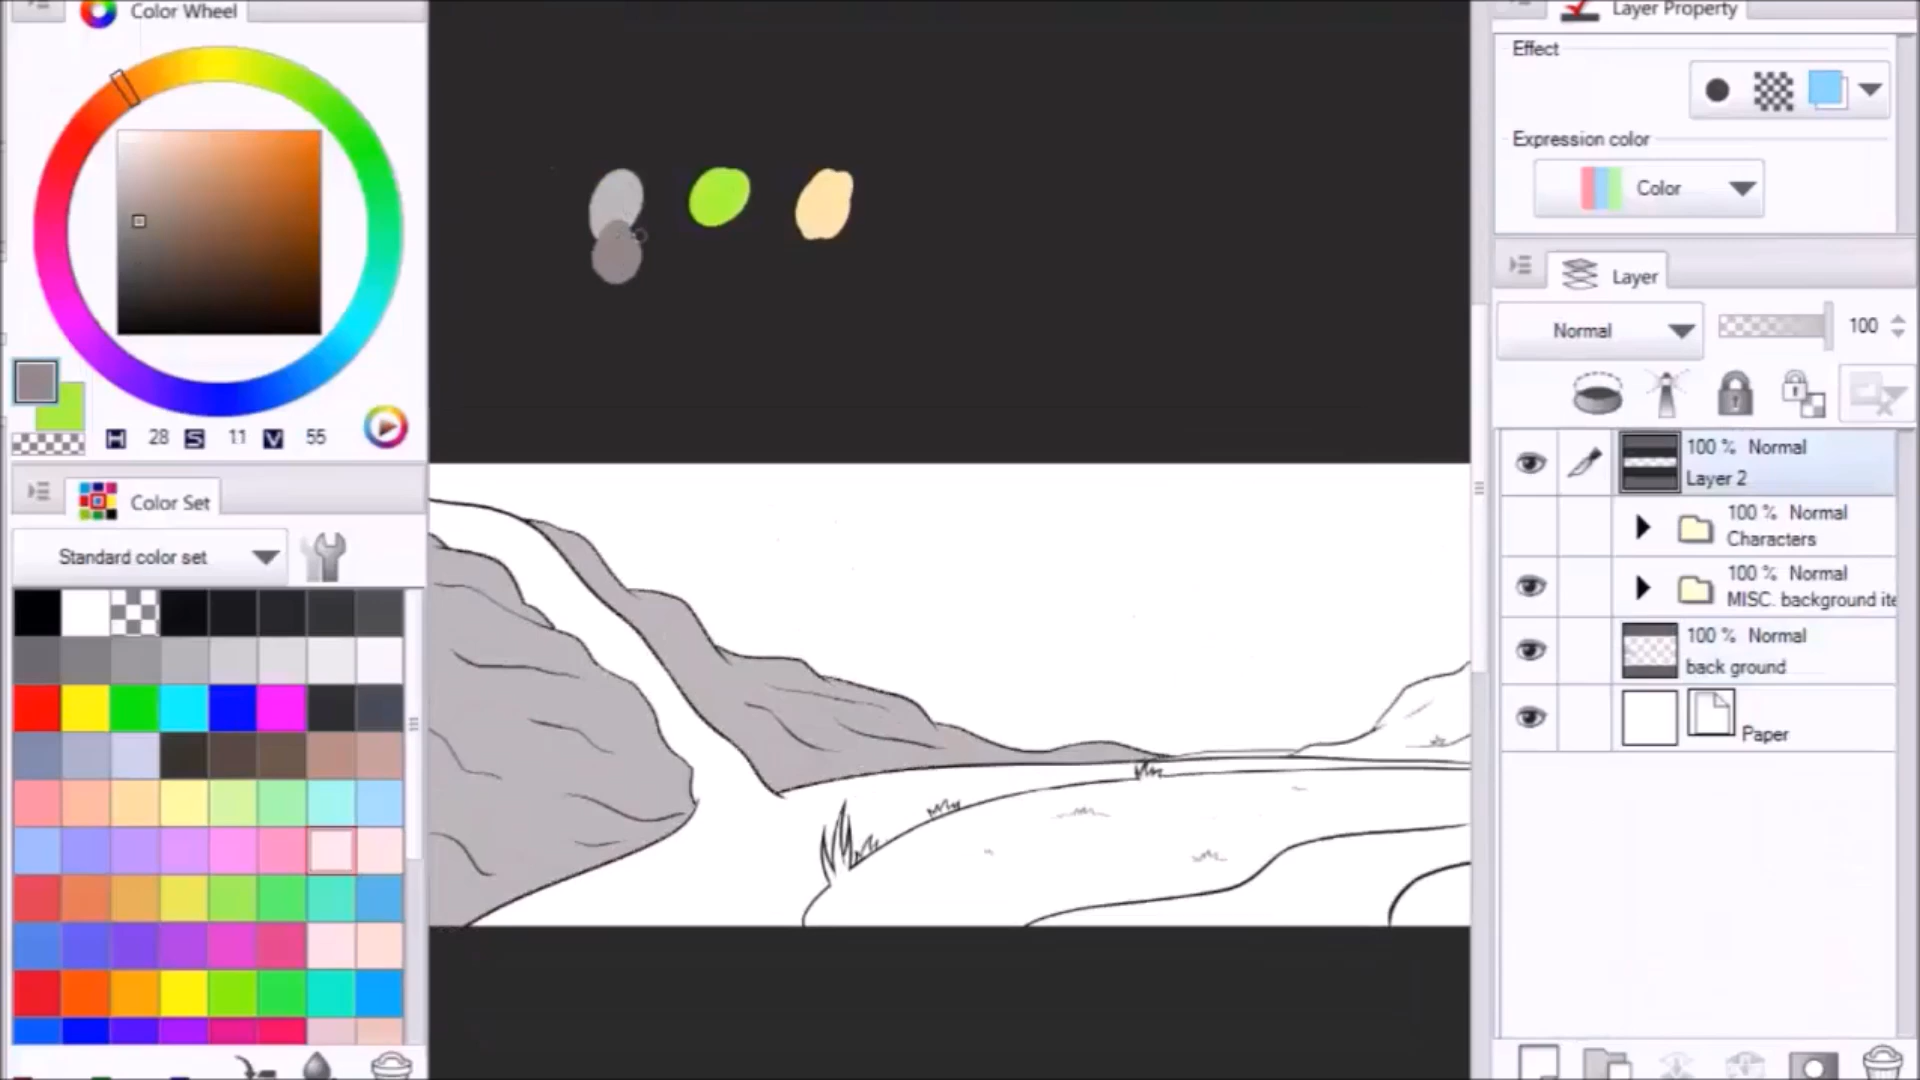 Color Wheel
H 28 S 11 V 55
Color Set
Standard color set
Layer Property
Effect
Expression color
Color
Layer
Normal 100
100 % Normal
Layer 2
100 % Normal
Characters
100 % Normal
MISC. background ite
100 % Normal
back ground
Paper